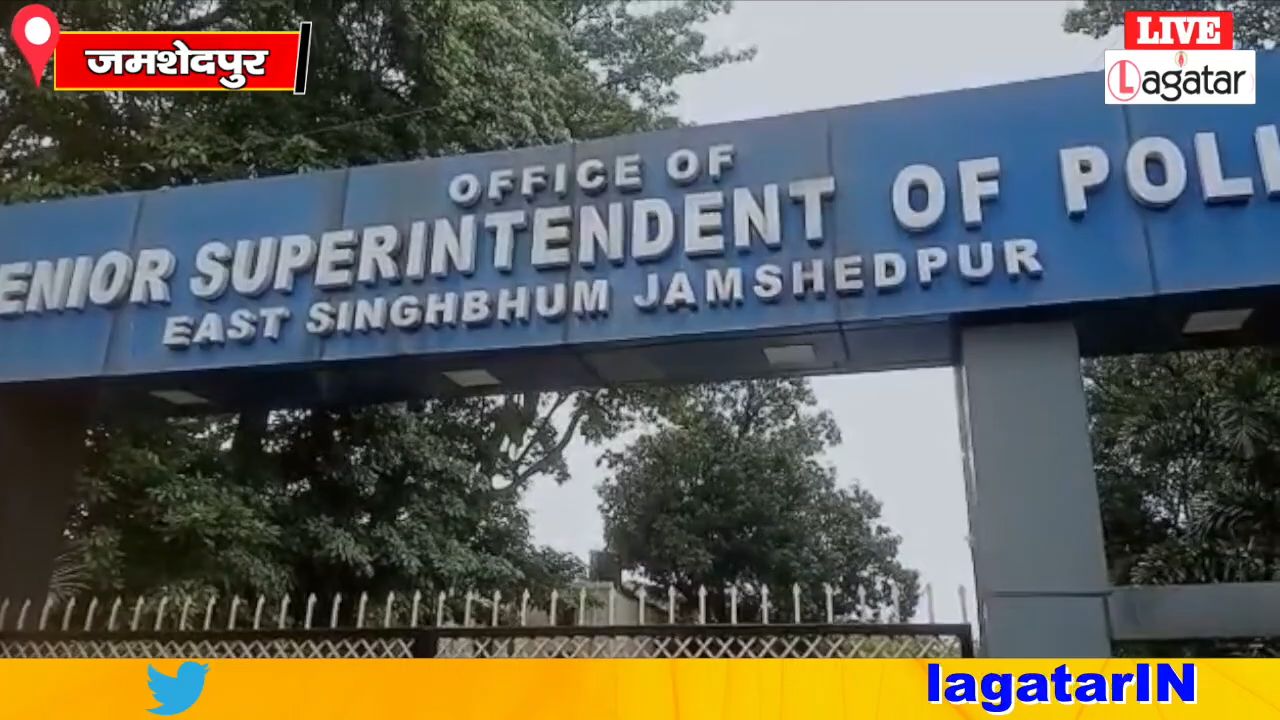 जमशेदपुर
LIVE
Lagatar
OFFICE OF
ENIOR SUPERINTENDENT OF POLI
EAST SINGHBHUM JAMSHEDPUR
lagatarIN